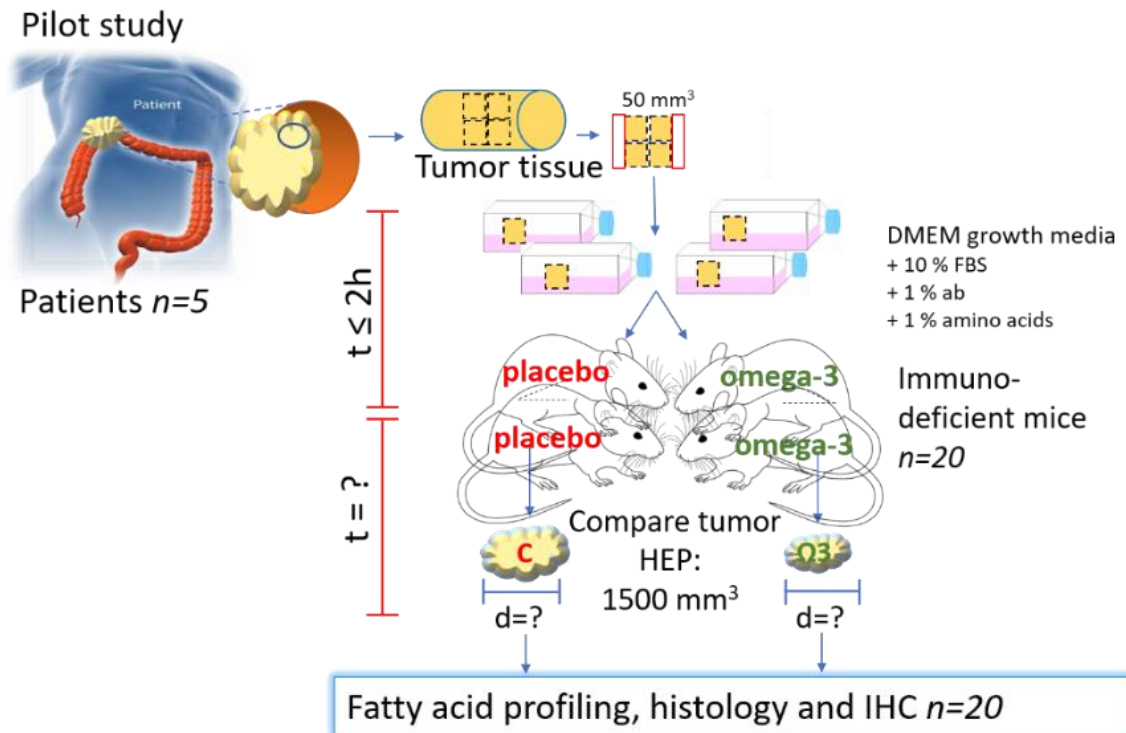 Pilot study
Patient
50 mm³
Tumor tissue
Patients n=5
t ≤ 2h
DMEM growth media
+ 10 % FBS
+ 1 % ab
+ 1 % amino acids
placebo
omega-3
placebo
omega-3
Immuno-
deficient mice
n=20
t = ?
Compare tumor
HEP:
1500 mm³
C
Ω3
d=?
d=?
Fatty acid profiling, histology and IHC n=20